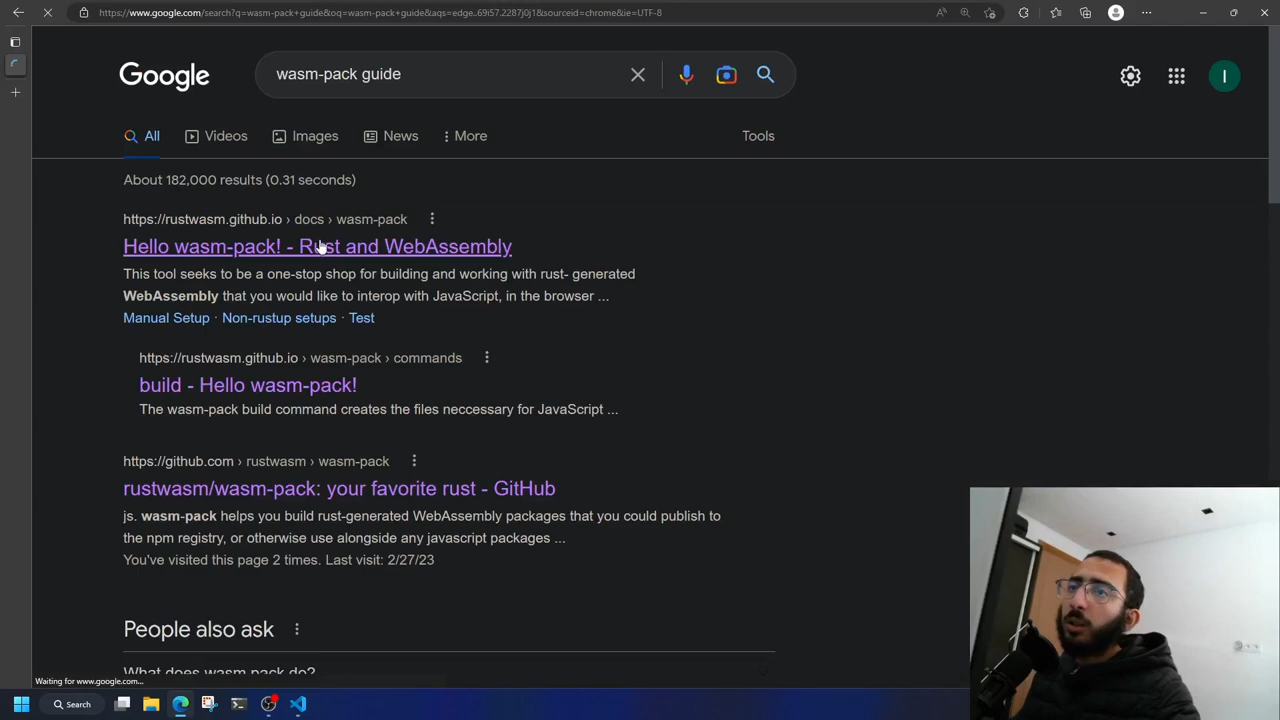 https://www.google.com/search?q=wasm-pack+guide&oq=wasm-pack+guide&aqs=edge..69i57.2287j0j1&sourceid=chrome&ie=UTF-8
Google
wasm-pack guide
I
All
Videos
Images
News
More
Tools
About 182,000 results (0.31 seconds)
https://rustwasm.github.io › docs › wasm-pack
Hello wasm-pack! - Rust and WebAssembly
This tool seeks to be a one-stop shop for building and working with rust- generated
WebAssembly that you would like to interop with JavaScript, in the browser ...
Manual Setup · Non-rustup setups · Test
https://rustwasm.github.io › wasm-pack › commands
build - Hello wasm-pack!
The wasm-pack build command creates the files neccessary for JavaScript ...
https://github.com › rustwasm › wasm-pack
rustwasm/wasm-pack: your favorite rust - GitHub
js. wasm-pack helps you build rust-generated WebAssembly packages that you could publish to
the npm registry, or otherwise use alongside any javascript packages ...
You've visited this page 2 times. Last visit: 2/27/23
People also ask
What does wasm pack do?
Waiting for www.google.com...
Search